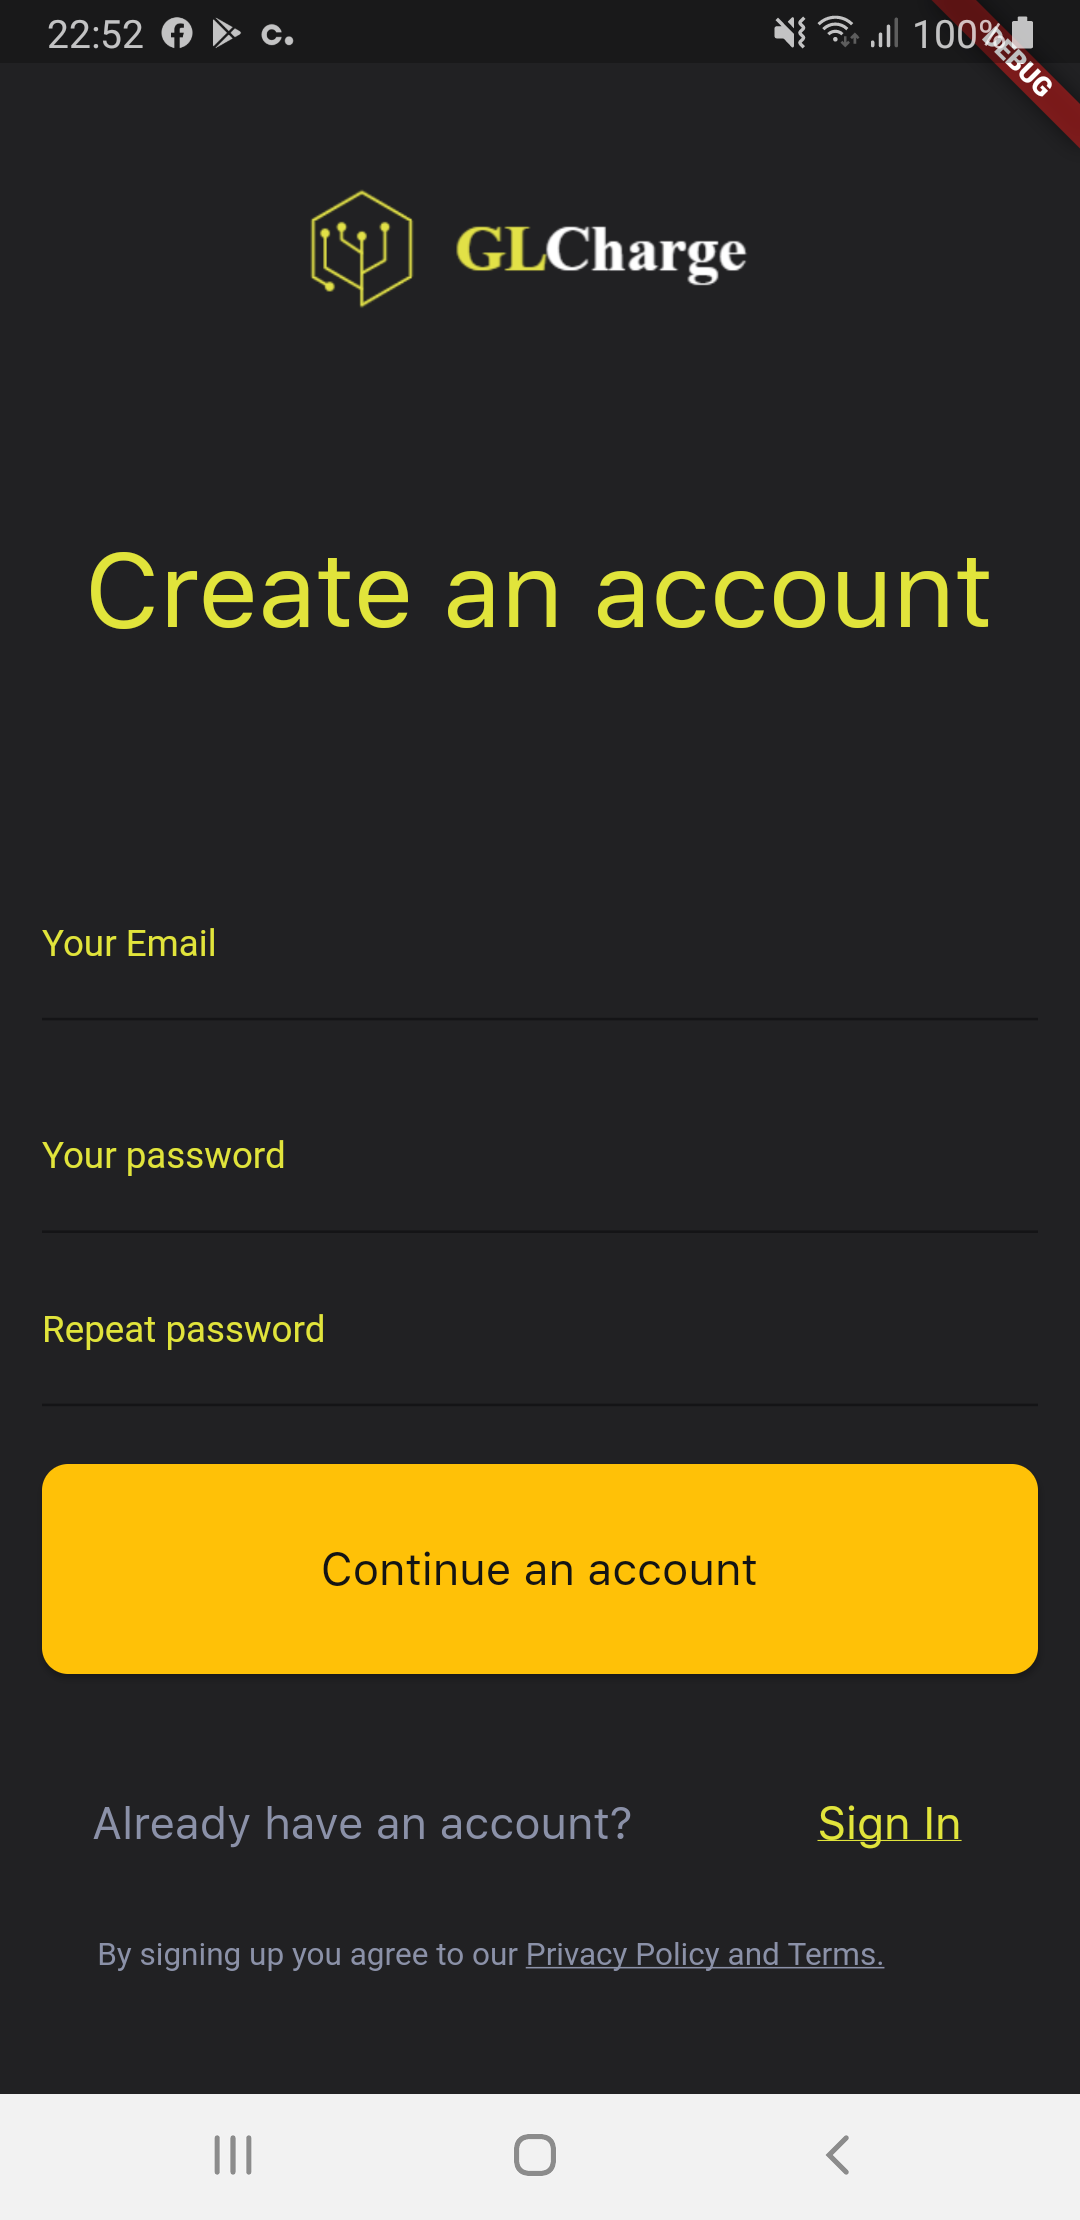 22:52 c. 100%
DEBUG
GLCharge
Create an account
Your Email
Your password
Repeat password
Continue an account
Already have an account? Sign In
By signing up you agree to our Privacy Policy and Terms.